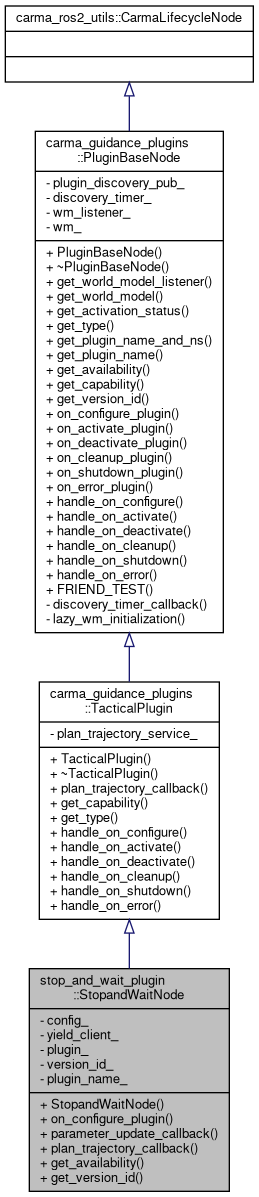 carma_ros2_utils::CarmaLifecycleNode
carma_guidance_plugins
::PluginBaseNode
- plugin_discovery_pub_
- discovery_timer_
- wm_listener_
- wm_
+ PluginBaseNode()
+ ~PluginBaseNode()
+ get_world_model_listener()
+ get_world_model()
+ get_activation_status()
+ get_type()
+ get_plugin_name_and_ns()
+ get_plugin_name()
+ get_availability()
+ get_capability()
+ get_version_id()
+ on_configure_plugin()
+ on_activate_plugin()
+ on_deactivate_plugin()
+ on_cleanup_plugin()
+ on_shutdown_plugin()
+ on_error_plugin()
+ handle_on_configure()
+ handle_on_activate()
+ handle_on_deactivate()
+ handle_on_cleanup()
+ handle_on_shutdown()
+ handle_on_error()
+ FRIEND_TEST()
- discovery_timer_callback()
- lazy_wm_initialization()
carma_guidance_plugins
::TacticalPlugin
- plan_trajectory_service_
+ TacticalPlugin()
+ ~TacticalPlugin()
+ plan_trajectory_callback()
+ get_capability()
+ get_type()
+ handle_on_configure()
+ handle_on_activate()
+ handle_on_deactivate()
+ handle_on_cleanup()
+ handle_on_shutdown()
+ handle_on_error()
stop_and_wait_plugin
::StopandWaitNode
- config_
- yield_client_
- plugin_
- version_id_
- plugin_name_
+ StopandWaitNode()
+ on_configure_plugin()
+ parameter_update_callback()
+ plan_trajectory_callback()
+ get_availability()
+ get_version_id()